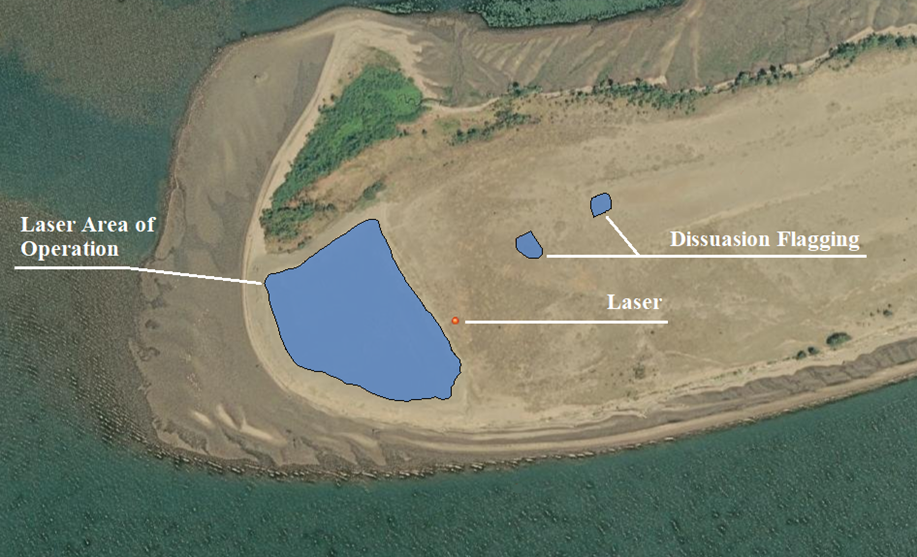 Laser Area of
Operation
Dissuasion Flagging
Laser